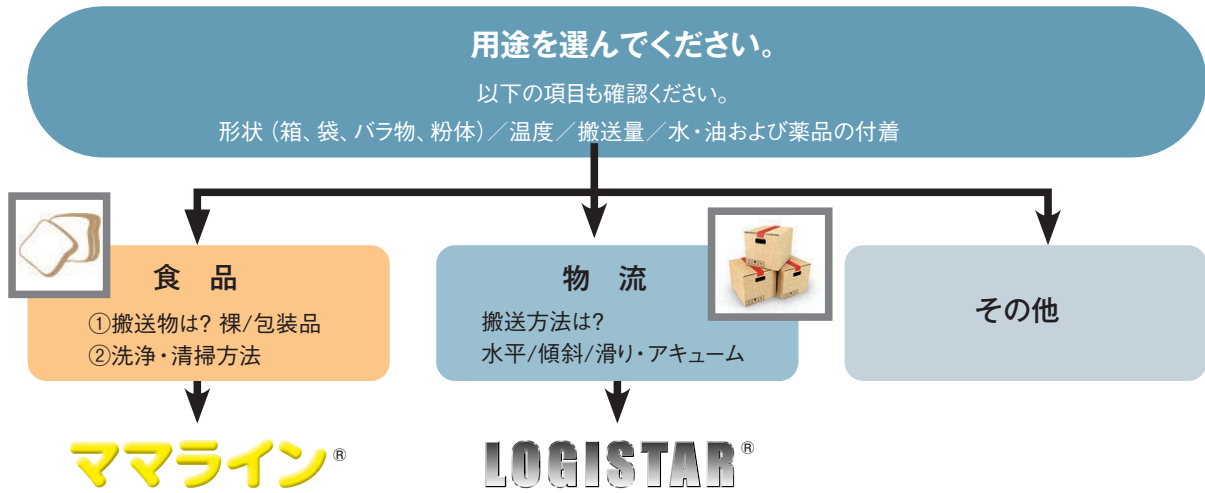 用途を選んでください。
以下の項目も確認ください。
形状（箱、袋、バラ物、粉体）／温度／搬送量／水・油および薬品の付着
食　品
①搬送物は? 裸/包装品
②洗浄・清掃方法
物　流
搬送方法は?
水平/傾斜/滑り・アキューム
その他
ママライン®
LOGISTAR®